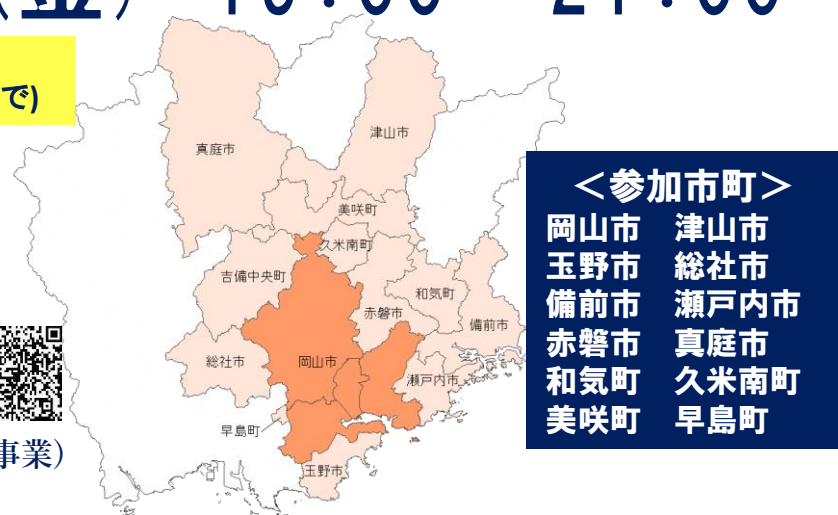 で)
真庭市
津山市
美咲町
久米南町
吉備中央町
和気町
赤磐市
備前市
総社市
岡山市
瀬戸内市
早島町
玉野市
事業)
＜参加市町＞
岡山市 津山市
玉野市 総社市
備前市 瀬戸内市
赤磐市 真庭市
和気町 久米南町
美咲町 早島町